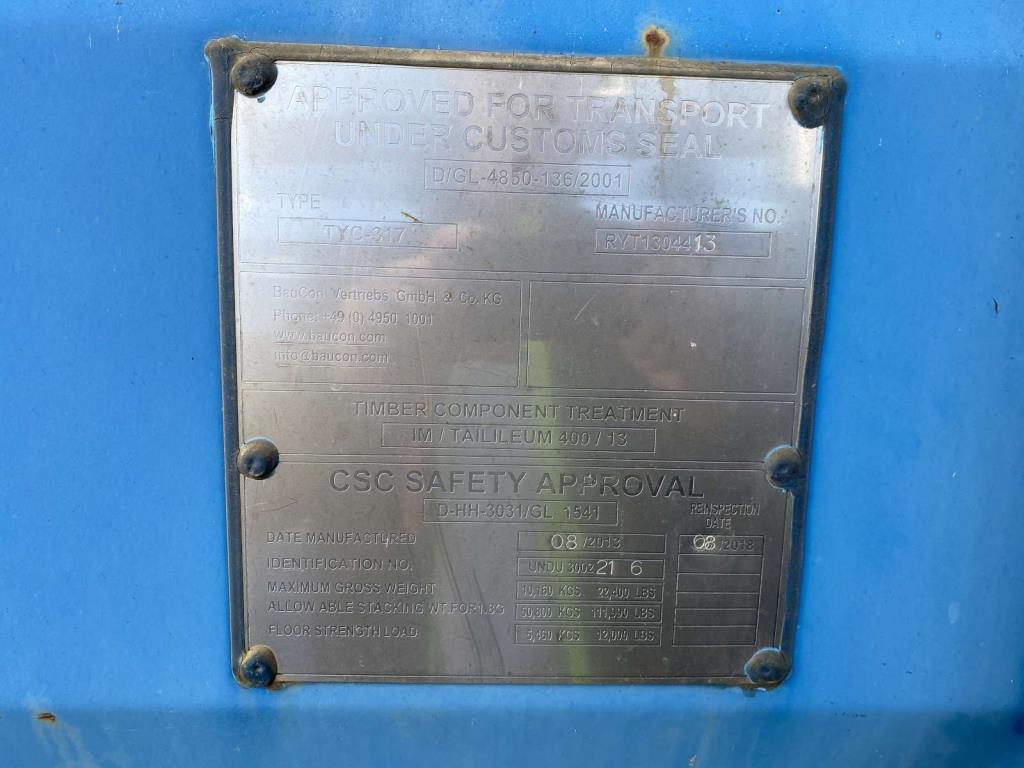 APPROVED FOR TRANSPORT
UNDER CUSTOMS SEAL
D/GL-4850-136/2001
TYPE
MANUFACTURER'S NO.
TYC-317
RYT1304413
BauCon Vertriebs GmbH & Co. KG
Phone: +49 (0) 4950 1001
www.baucon.com
info@baucon.com
TIMBER COMPONENT TREATMENT
IM / TAILILEUM 400 / 13
CSC SAFETY APPROVAL
D-HH-3031/GL 1541
REINSPECTION
DATE
DATE MANUFACTURED 08 /2013 08 /2018
IDENTIFICATION NO. UNDU 300221 6
MAXIMUM GROSS WEIGHT 10,160 KGS 22,400 LBS
ALLOW ABLE STACKING WT.FOR1.8G 50,800 KGS 111,990 LBS
FLOOR STRENGTH LOAD 5,460 KGS 12,000 LBS